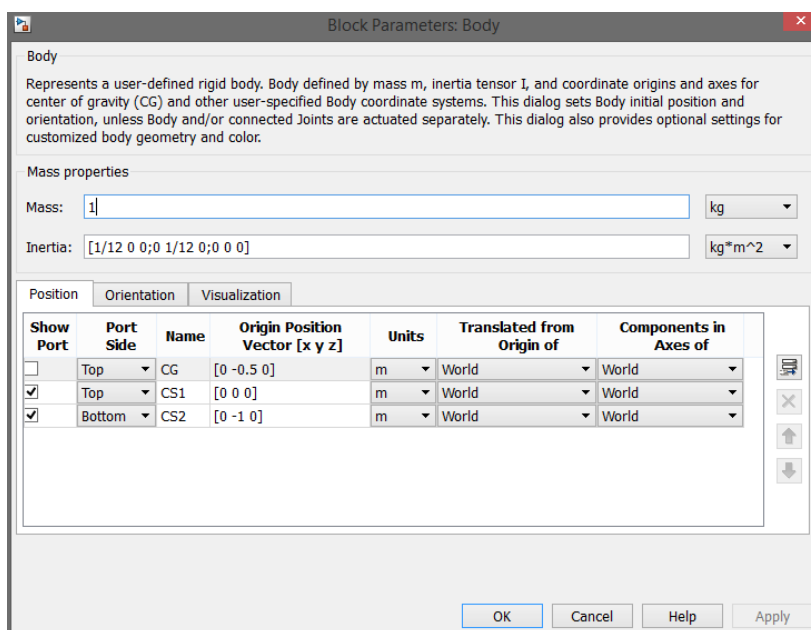 Block Parameters: Body
Body
Represents a user-defined rigid body. Body defined by mass m, inertia tensor I, and coordinate origins and axes for
center of gravity (CG) and other user-specified Body coordinate systems. This dialog sets Body initial position and
orientation, unless Body and/or connected Joints are actuated separately. This dialog also provides optional settings for
customized body geometry and color.
Mass properties
Mass: 1 kg
Inertia: [1/12 0 0;0 1/12 0;0 0 0] kg*m^2
Position Orientation Visualization
Show Port Port Side Name Origin Position Vector [x y z] Units Translated from Origin of Components in Axes of
Top CG [0 -0.5 0] m World World
Top CS1 [0 0 0] m World World
Bottom CS2 [0 -1 0] m World World
OK Cancel Help Apply